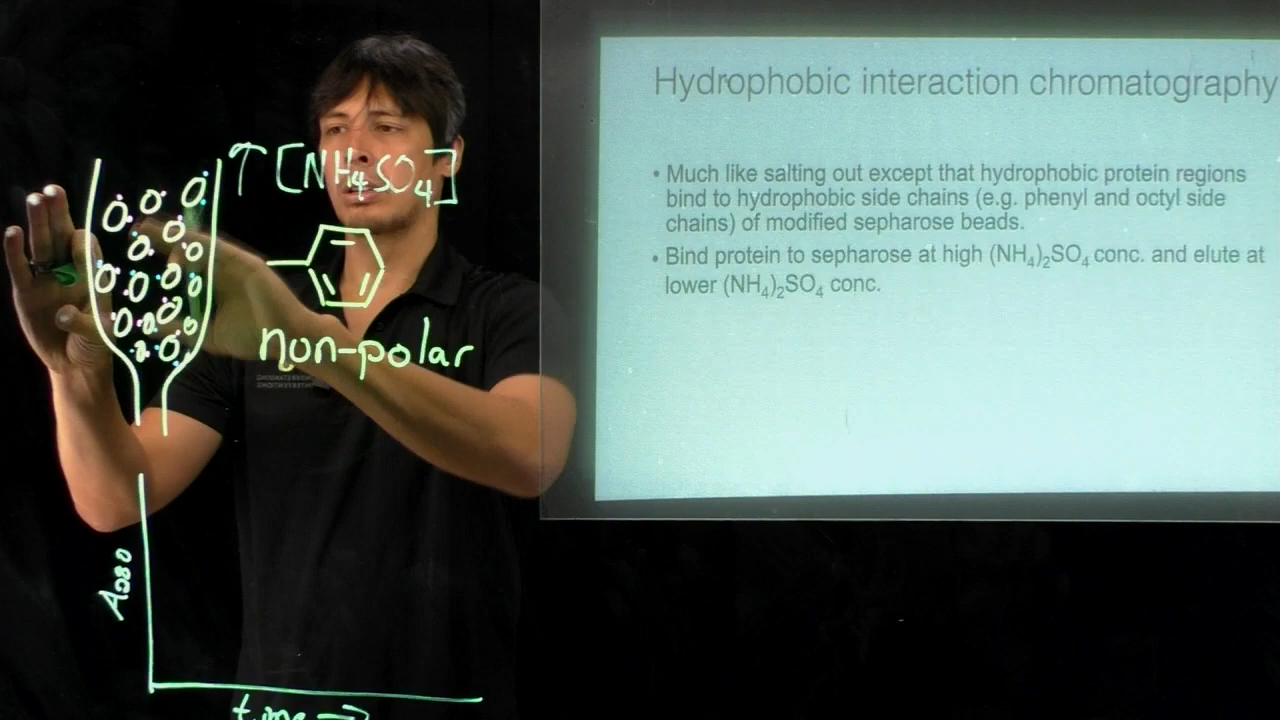 ↑ [NH₄SO₄]
non-polar
A280
time →
Hydrophobic interaction chromatography
• Much like salting out except that hydrophobic protein regions
bind to hydrophobic side chains (e.g. phenyl and octyl side
chains) of modified sepharose beads.
• Bind protein to sepharose at high (NH₄)₂SO₄ conc. and elute at
lower (NH₄)₂SO₄ conc.